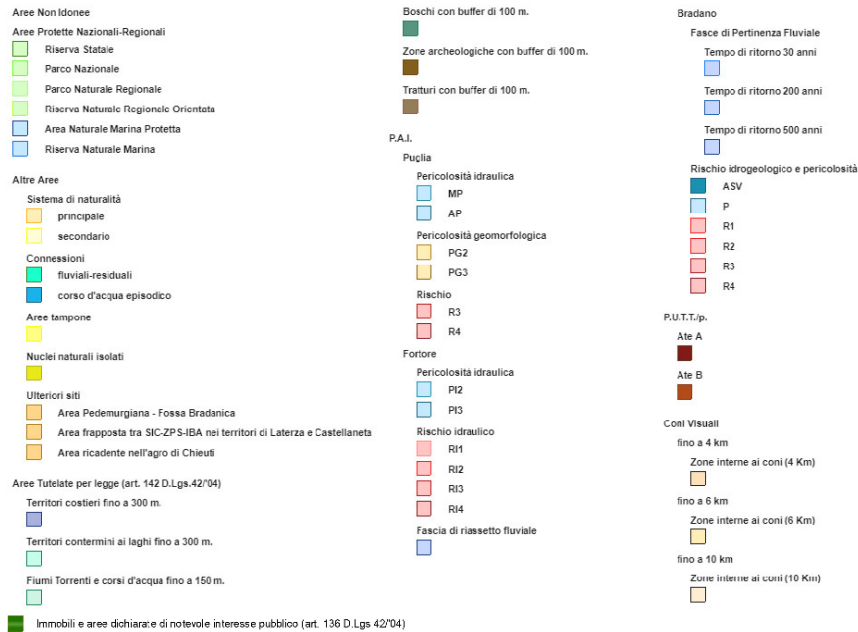 Aree Non Idonee
Aree Protette Nazionali-Regionali
Riserva Statale
Parco Nazionale
Parco Naturale Regionale
Riserva Naturale Regionale Orientata
Area Naturale Marina Protetta
Riserva Naturale Marina
Altre Aree
Sistema di naturalità
principale
secondario
Connessioni
fluviali-residuali
corso d'acqua episodico
Aree tampone
Nuclei naturali isolati
Ulteriori siti
Area Pedemurgiana - Fossa Bradanica
Area frapposta tra SIC-ZPS-IBA nei territori di Laterza e Castellaneta
Area ricadente nell'agro di Chieuti
Aree Tutelate per legge (art. 142 D.Lgs.42/'04)
Territori costieri fino a 300 m.
Territori contermini ai laghi fino a 300 m.
Fiumi Torrenti e corsi d'acqua fino a 150 m.
Immobili e aree dichiarate di notevole interesse pubblico (art. 136 D.Lgs 42/'04)
Boschi con buffer di 100 m.
Zone archeologiche con buffer di 100 m.
Tratturi con buffer di 100 m.
P.A.I.
Puglia
Pericolosità idraulica
MP
AP
Pericolosità geomorfologica
PG2
PG3
Rischio
R3
R4
Fortore
Pericolosità idraulica
PI2
PI3
Rischio idraulico
RI1
RI2
RI3
RI4
Fascia di riassetto fluviale
Bradano
Fasce di Pertinenza Fluviale
Tempo di ritorno 30 anni
Tempo di ritorno 200 anni
Tempo di ritorno 500 anni
Rischio idrogeologico e pericolosità
ASV
P
R1
R2
R3
R4
P.U.T.T./p.
Ate A
Ate B
Coni Visuali
fino a 4 km
Zone interne ai coni (4 Km)
fino a 6 km
Zone interne ai coni (6 Km)
fino a 10 km
Zone interne ai coni (10 Km)